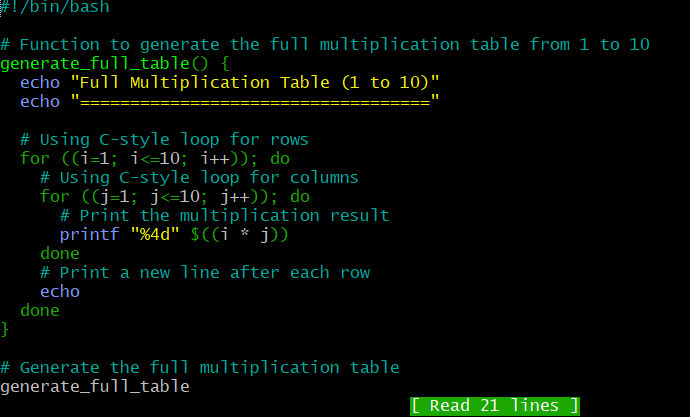 #!/bin/bash

# Function to generate the full multiplication table from 1 to 10
generate_full_table() {
  echo "Full Multiplication Table (1 to 10)"
  echo "==================================="

  # Using C-style loop for rows
  for ((i=1; i<=10; i++)); do
    # Using C-style loop for columns
    for ((j=1; j<=10; j++)); do
      # Print the multiplication result
      printf "%4d" $((i * j))
    done
    # Print a new line after each row
    echo
  done
}

# Generate the full multiplication table
generate_full_table
[ Read 21 lines ]